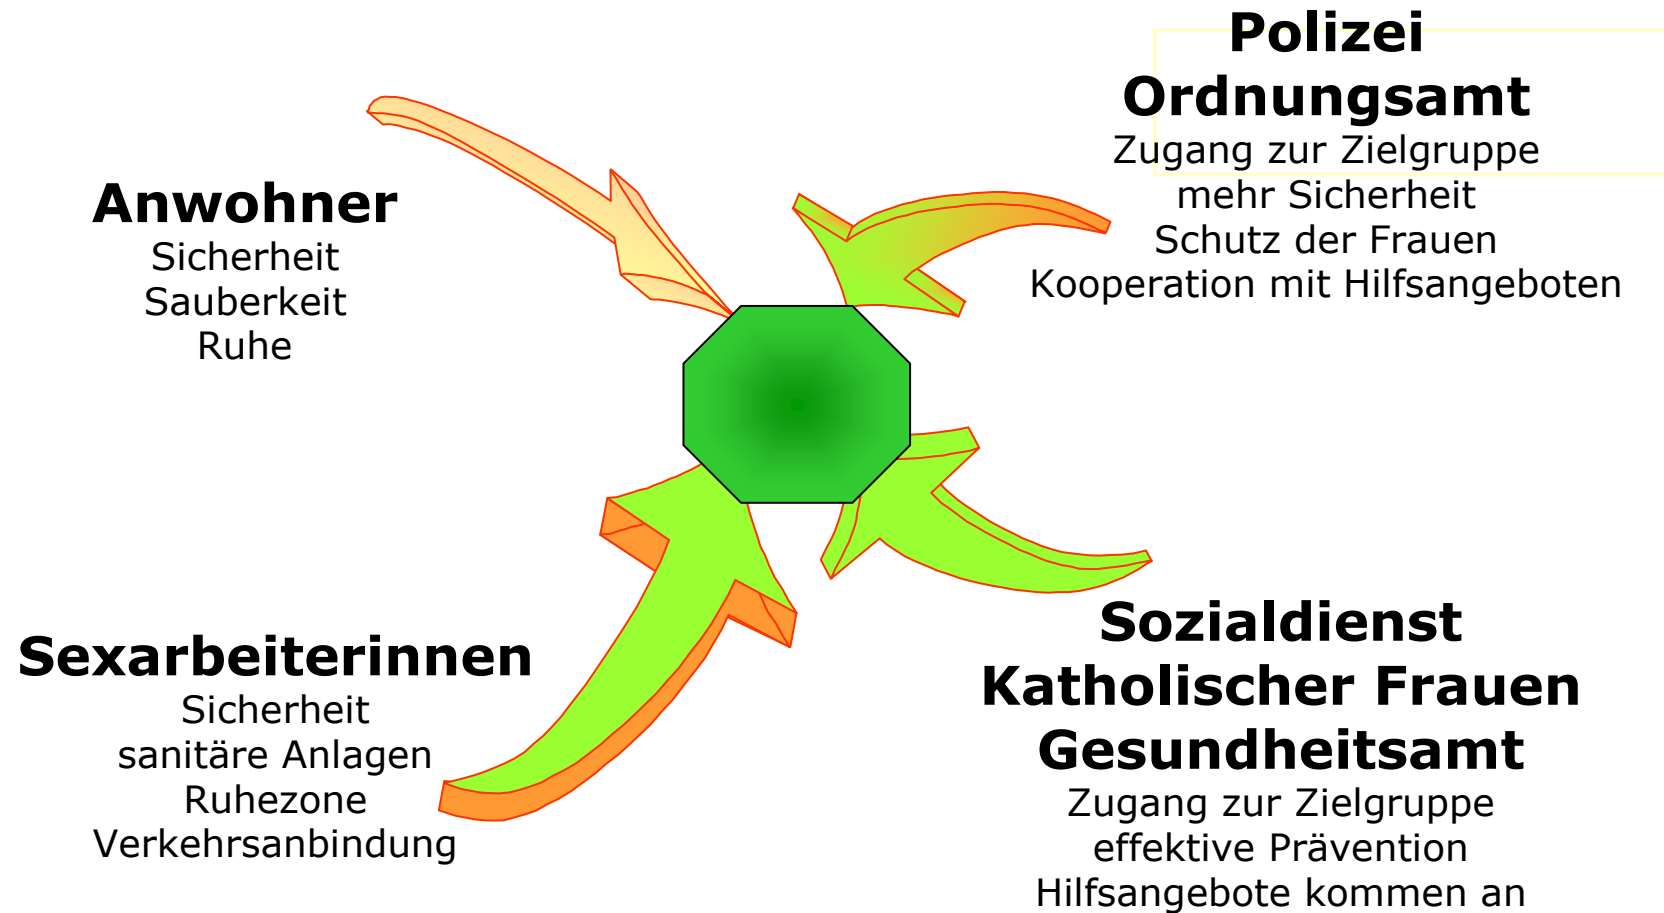 Anwohner
Sicherheit
Sauberkeit
Ruhe
Polizei
Ordnungsamt
Zugang zur Zielgruppe
mehr Sicherheit
Schutz der Frauen
Kooperation mit Hilfsangeboten
Sexarbeiterinnen
Sicherheit
sanitäre Anlagen
Ruhezone
Verkehrsanbindung
Sozialdienst
Katholischer Frauen
Gesundheitsamt
Zugang zur Zielgruppe
effektive Prävention
Hilfsangebote kommen an